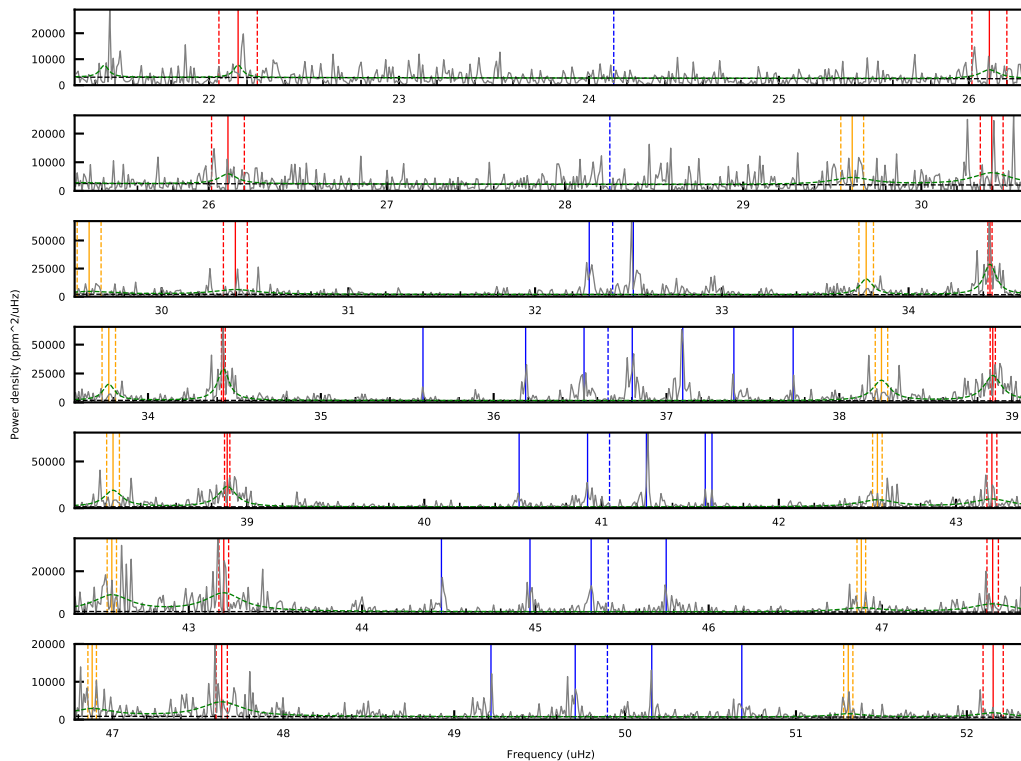 20000
10000
0
22 23 24 25 26
20000
10000
0
26 27 28 29 30
50000
25000
0
30 31 32 33 34
Power density (ppm^2/uHz)
50000
25000
0
34 35 36 37 38 39
50000
0
39 40 41 42 43
20000
0
43 44 45 46 47
20000
10000
0
47 48 49 50 51 52
Frequency (uHz)